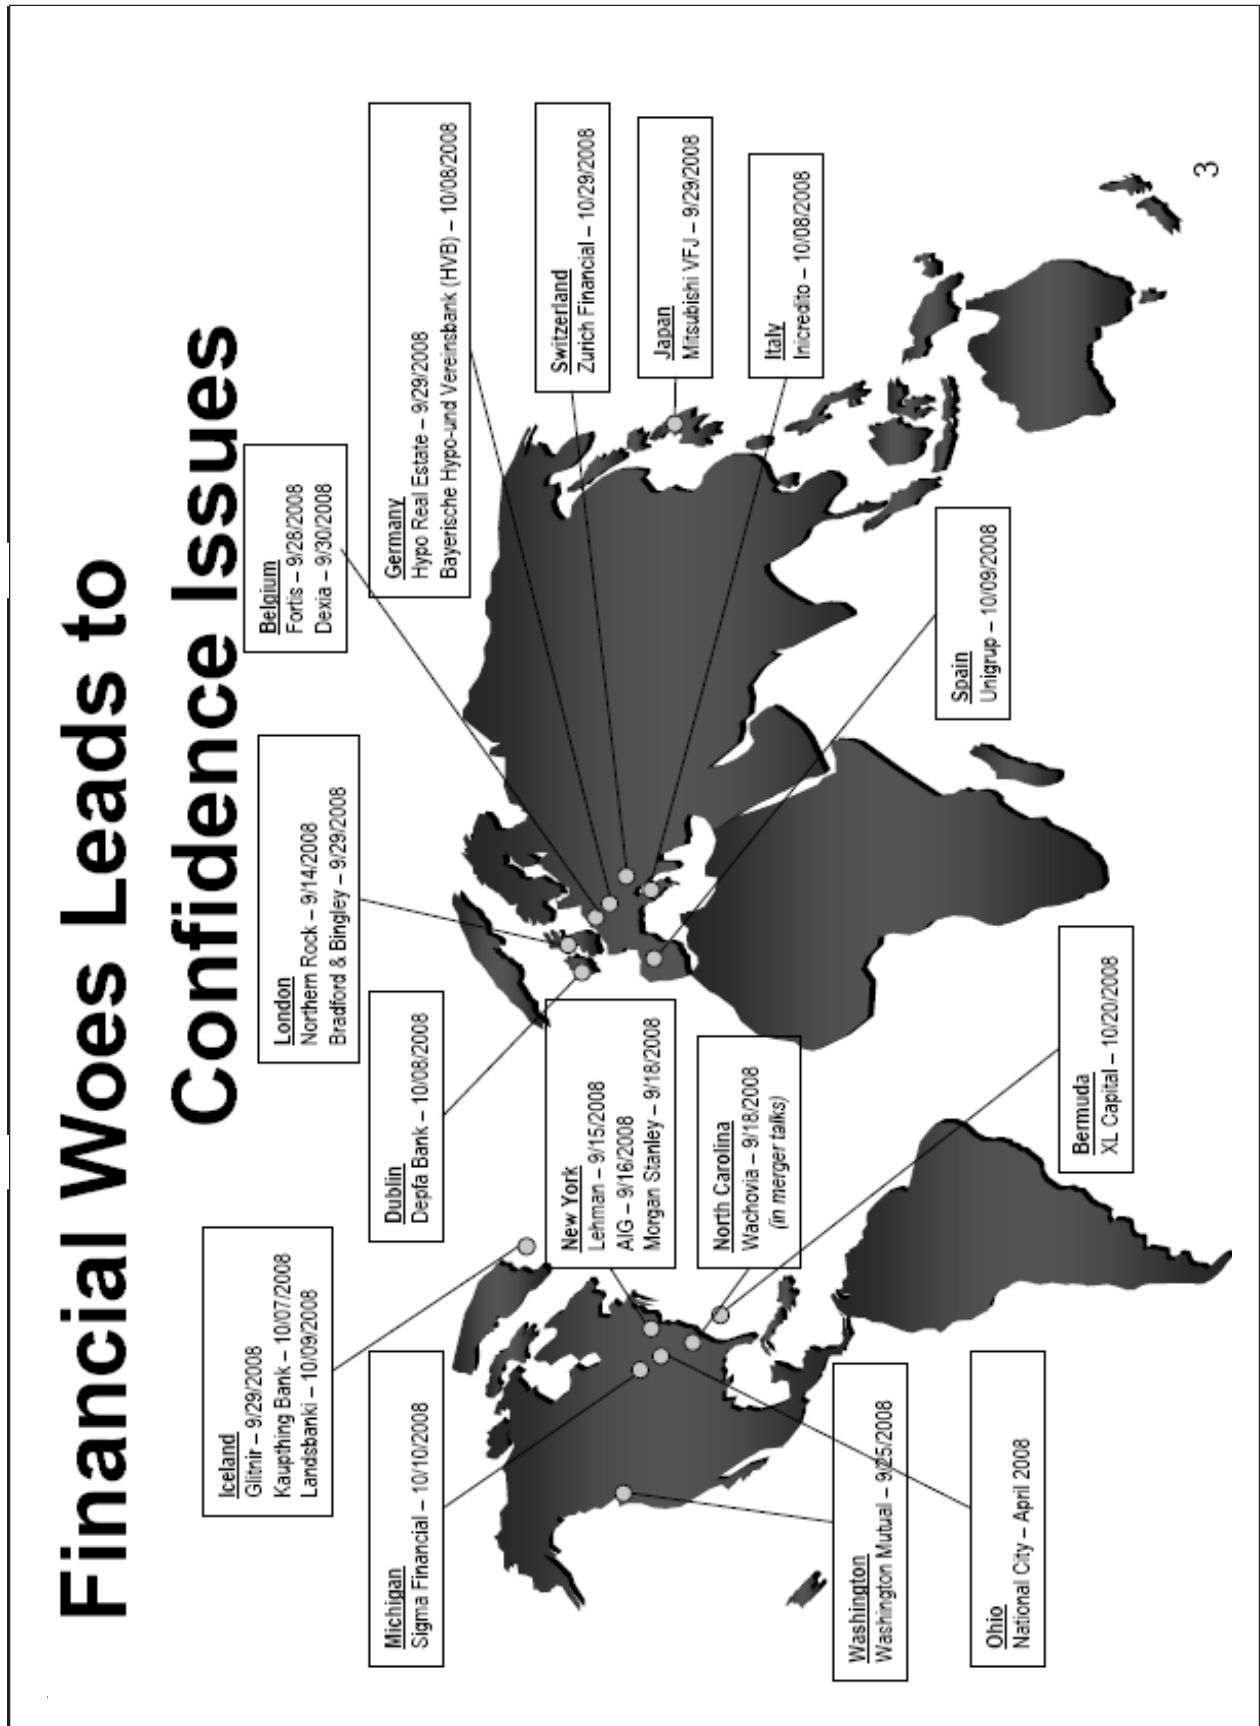 Financial Woes Leads to
Confidence Issues
Iceland
Glitnir – 9/29/2008
Kaupthing Bank – 10/07/2008
Landsbanki – 10/09/2008
London
Northern Rock – 9/14/2008
Bradford & Bingley – 9/29/2008
Belgium
Fortis – 9/28/2008
Dexia – 9/30/2008
Michigan
Sigma Financial – 10/10/2008
Dublin
Depfa Bank – 10/08/2008
Germany
Hypo Real Estate – 9/29/2008
Bayerische Hypo-und Vereinsbank (HVB) – 10/08/2008
New York
Lehman – 9/15/2008
AIG – 9/16/2008
Morgan Stanley – 9/18/2008
Switzerland
Zurich Financial – 10/29/2008
Japan
Mitsubishi VFJ – 9/29/2008
North Carolina
Wachovia – 9/18/2008
(in merger talks)
Italy
Inicredito – 10/08/2008
Washington
Washington Mutual – 9/25/2008
Spain
Unigrup – 10/09/2008
Ohio
National City – April 2008
Bermuda
XL Capital – 10/20/2008
3